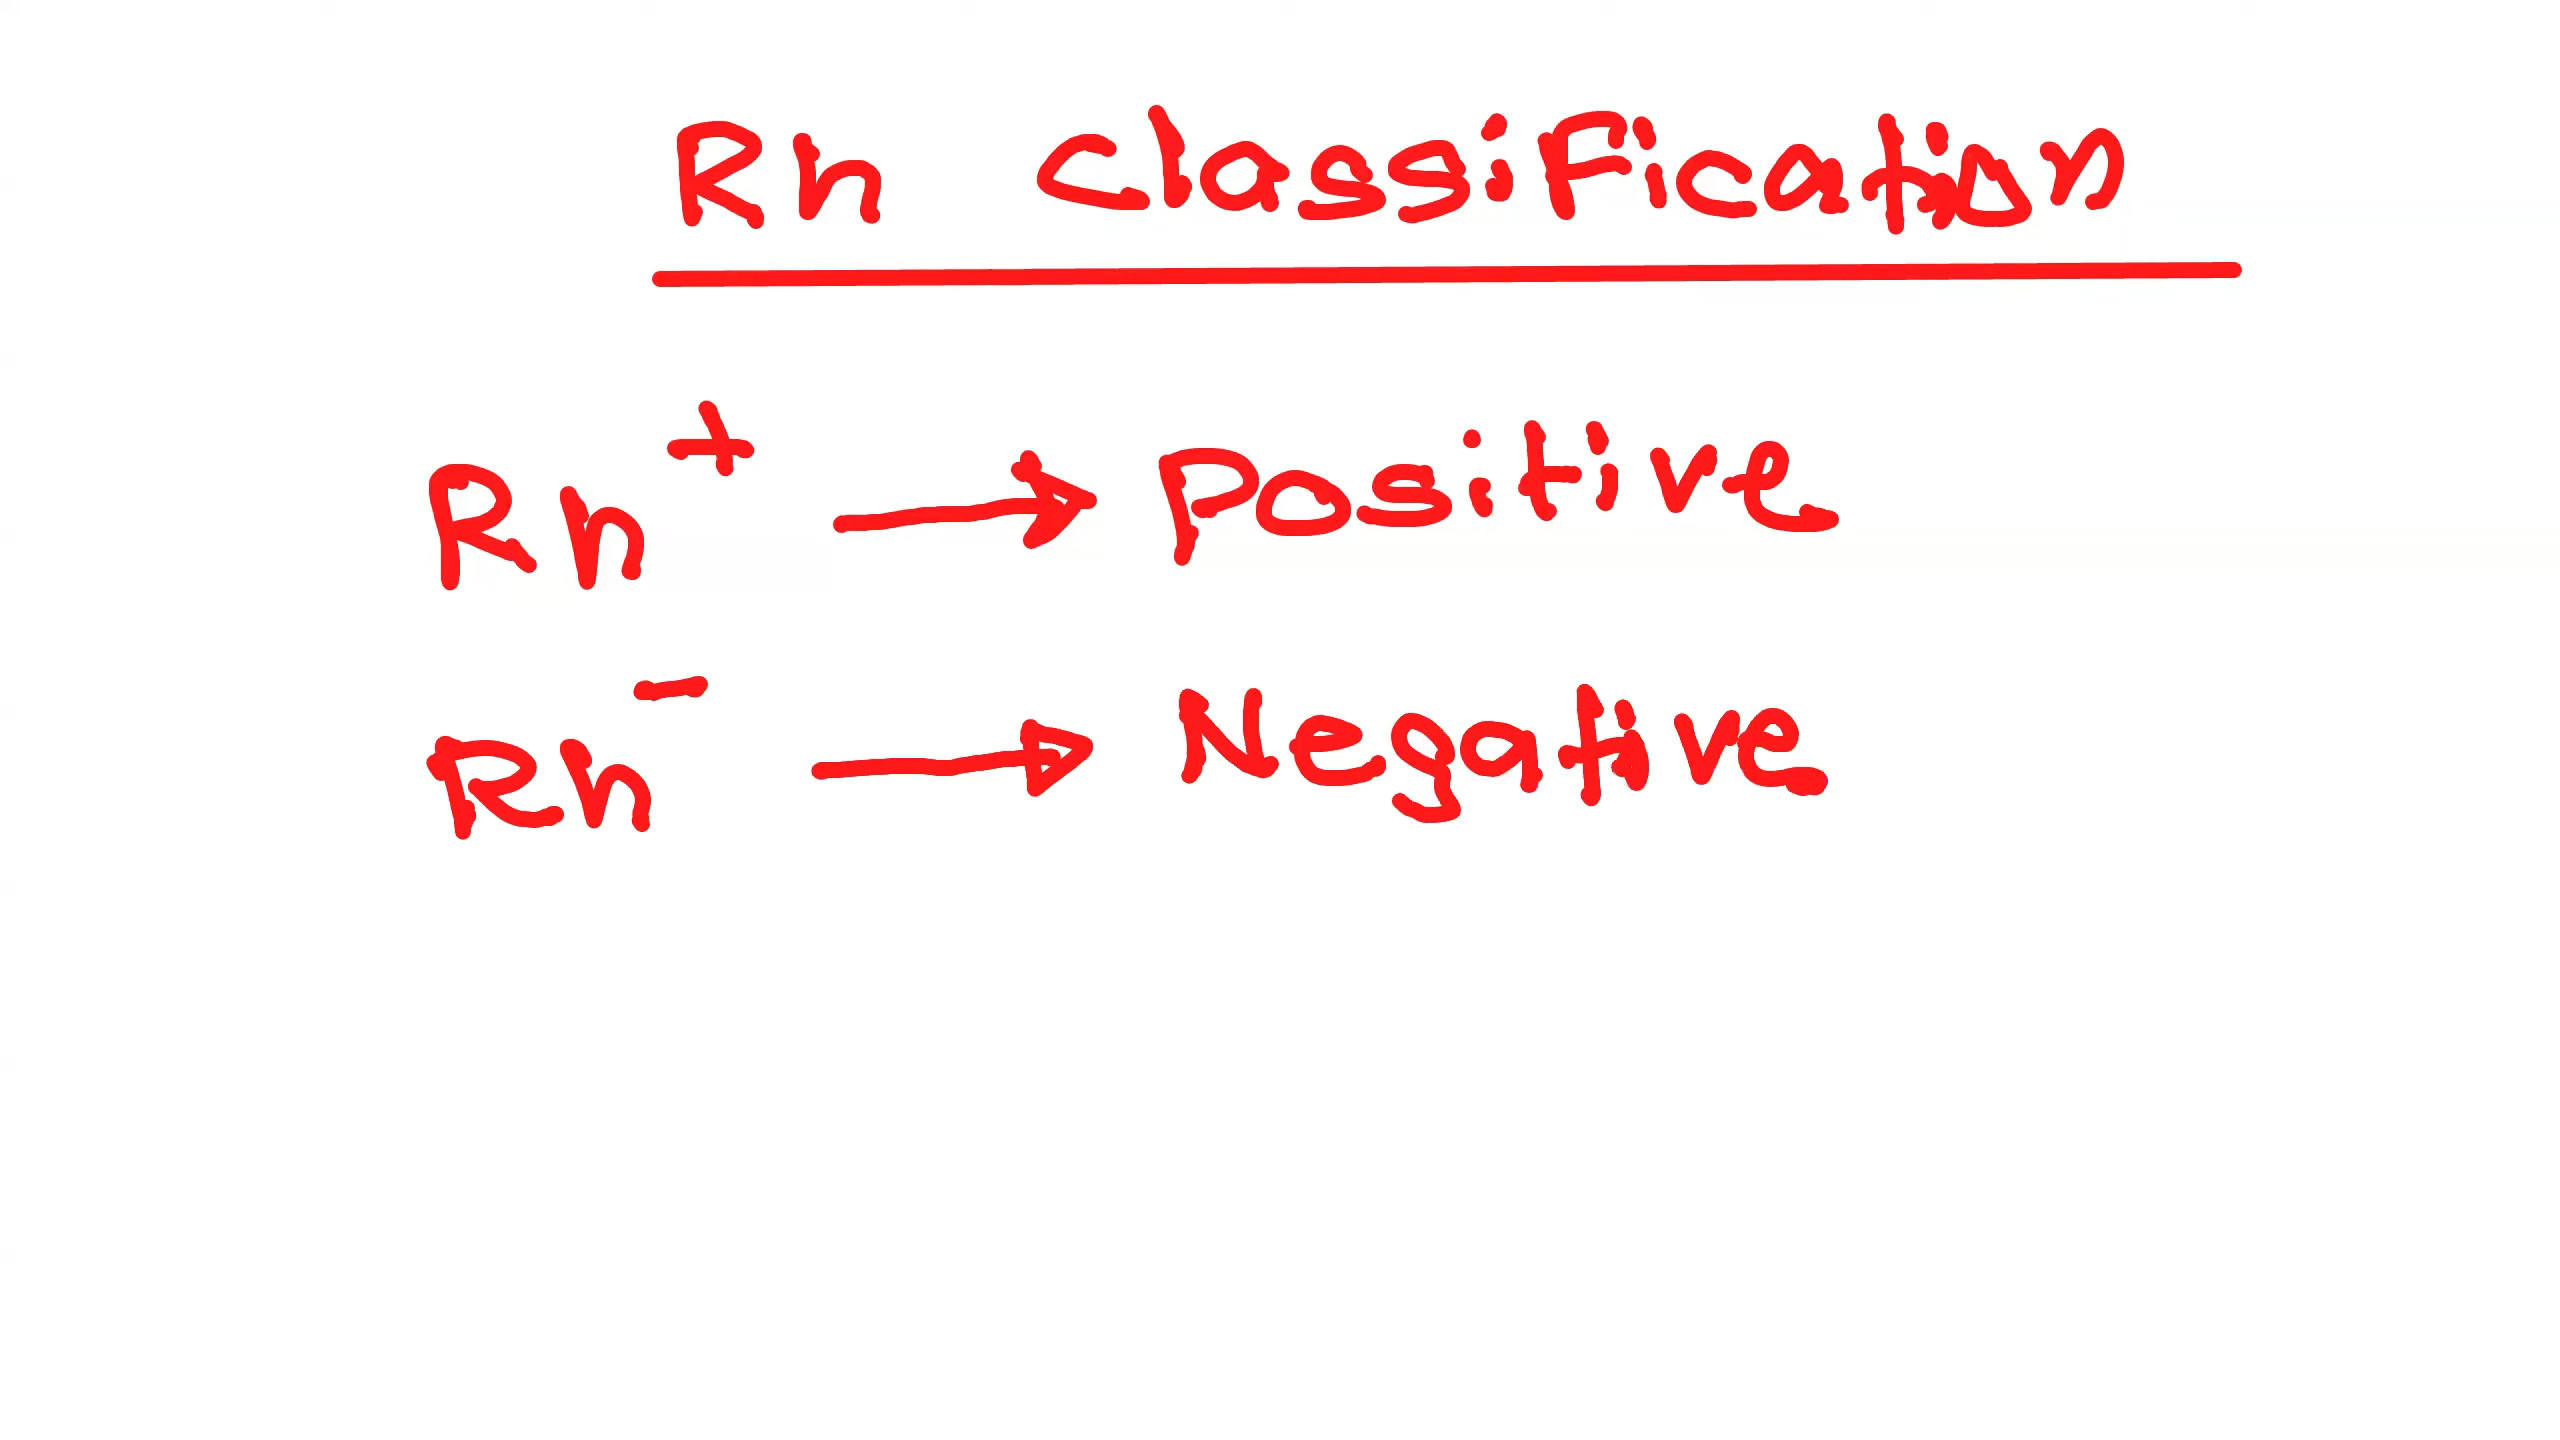 Rh classification
Rh⁺ → Positive
Rh⁻ → Negative